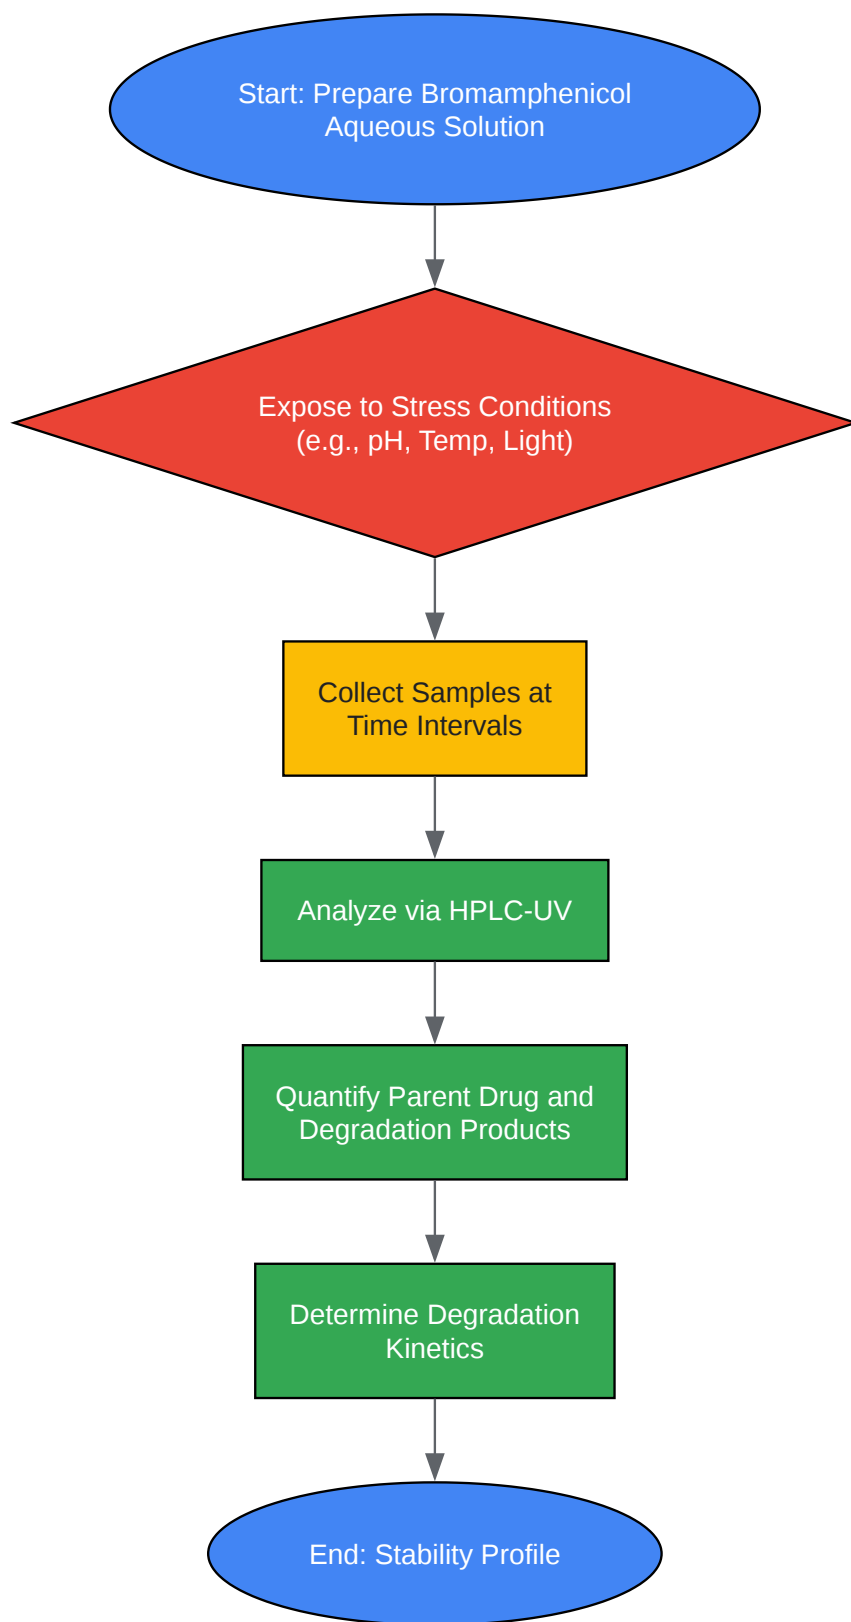 Start: Prepare Bromamphenicol
Aqueous Solution
Expose to Stress Conditions
(e.g., pH, Temp, Light)
Collect Samples at
Time Intervals
Analyze via HPLC-UV
Quantify Parent Drug and
Degradation Products
Determine Degradation
Kinetics
End: Stability Profile